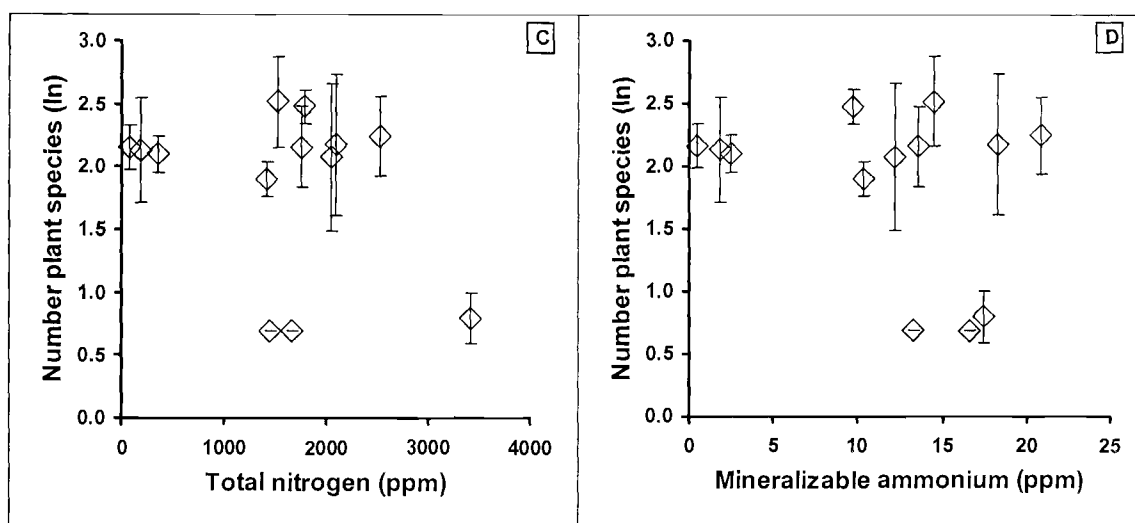 C
Number plant species (ln)
3.0
2.5
2.0
1.5
1.0
0.5
0.0
0 1000 2000 3000 4000
Total nitrogen (ppm)
D
Number plant species (ln)
3.0
2.5
2.0
1.5
1.0
0.5
0.0
0 5 10 15 20 25
Mineralizable ammonium (ppm)